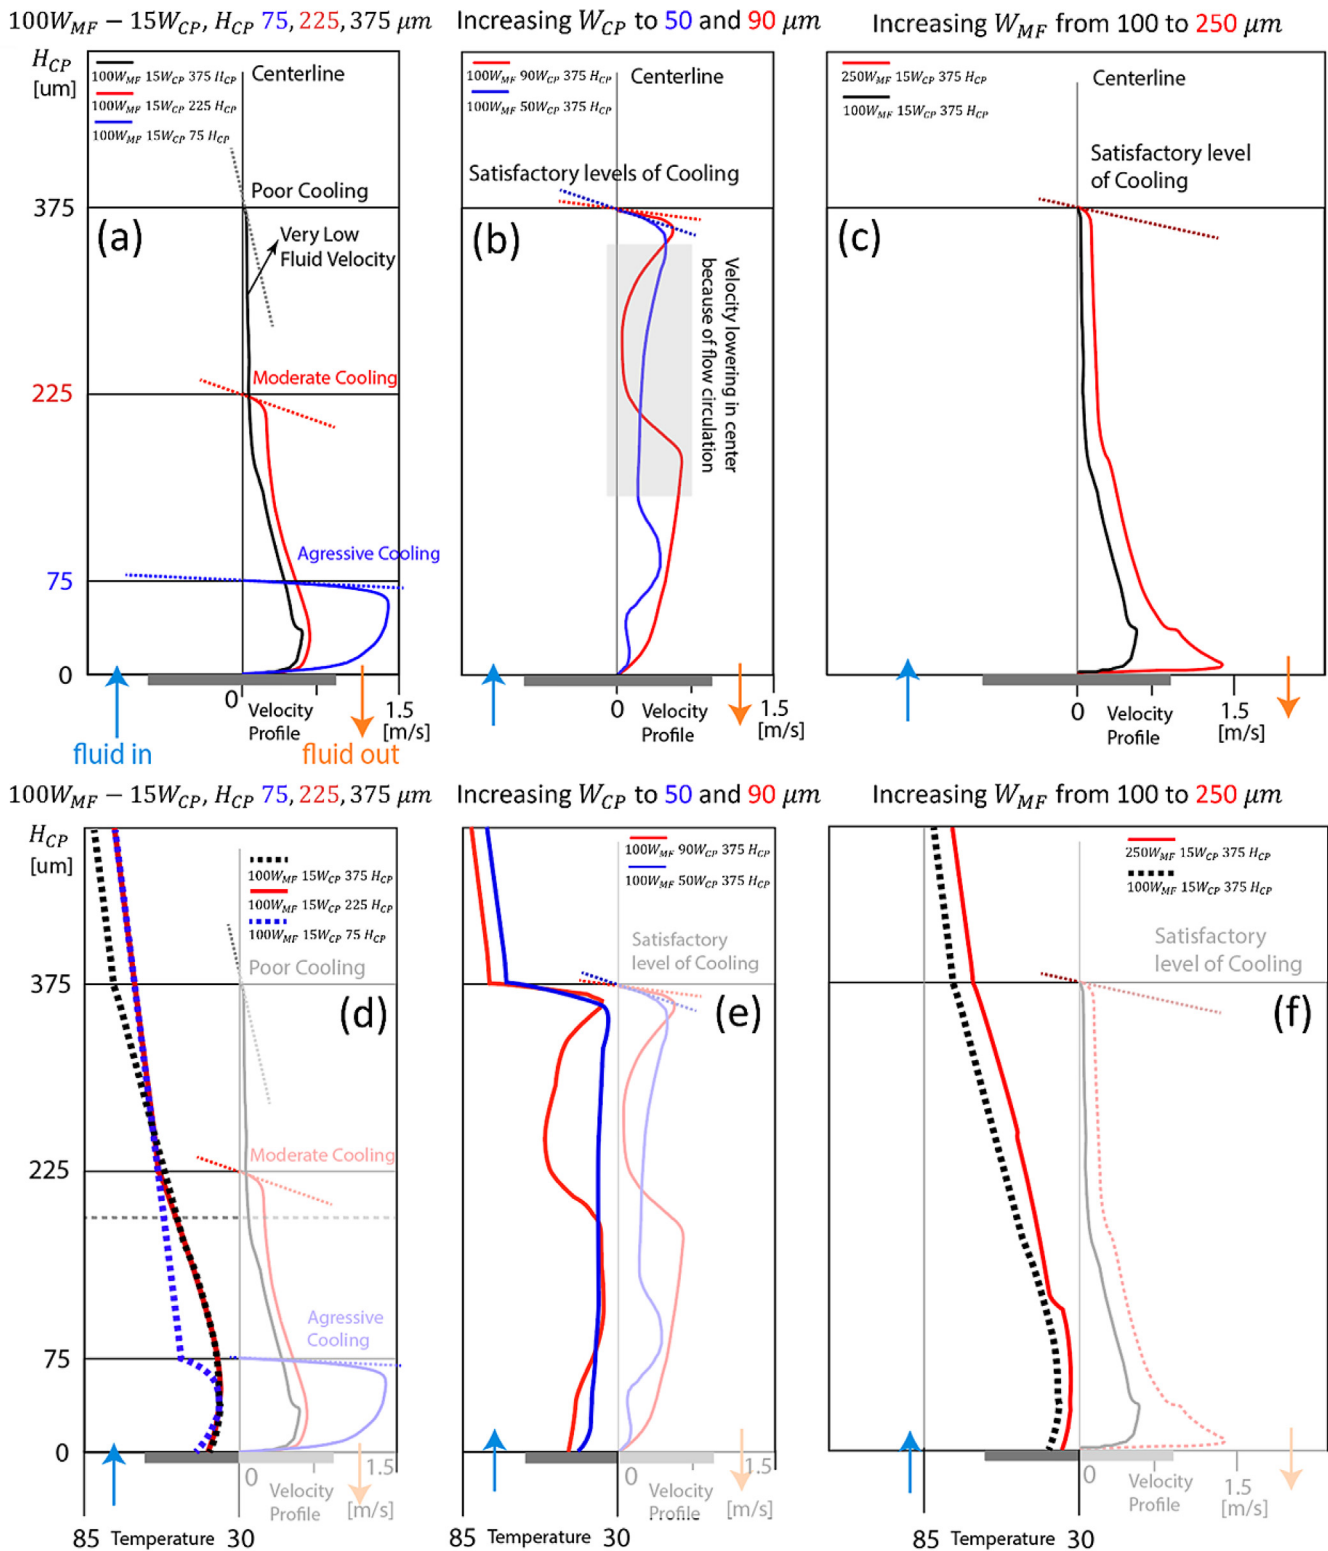 100W_MF − 15W_CP, H_CP 75, 225, 375 μm
Increasing W_CP to 50 and 90 μm
Increasing W_MF from 100 to 250 μm
H_CP
[um]
100W_MF 15W_CP 375 H_CP
100W_MF 15W_CP 225 H_CP
100W_MF 15W_CP 75 H_CP
Centerline
Poor Cooling
375
(a)
Very Low
Fluid Velocity
225
Moderate Cooling
Agressive Cooling
75
0
0
Velocity
Profile
1.5
[m/s]
fluid in
fluid out
100W_MF 90W_CP 375 H_CP
100W_MF 50W_CP 375 H_CP
Centerline
Satisfactory levels of Cooling
(b)
Velocity lowering in center
because of flow circulation
0
Velocity
Profile
1.5
[m/s]
250W_MF 15W_CP 375 H_CP
100W_MF 15W_CP 375 H_CP
Centerline
Satisfactory level
of Cooling
(c)
0
Velocity
Profile
1.5
[m/s]
100W_MF − 15W_CP, H_CP 75, 225, 375 μm
Increasing W_CP to 50 and 90 μm
Increasing W_MF from 100 to 250 μm
H_CP
[um]
100W_MF 15W_CP 375 H_CP
100W_MF 15W_CP 225 H_CP
100W_MF 15W_CP 75 H_CP
Poor Cooling
375
(d)
225
Moderate Cooling
Agressive
Cooling
75
0
0
Velocity
Profile
1.5
[m/s]
85 Temperature 30
100W_MF 90W_CP 375 H_CP
100W_MF 50W_CP 375 H_CP
Satisfactory
level of Cooling
(e)
0
Velocity
Profile
1.5
[m/s]
85 Temperature 30
250W_MF 15W_CP 375 H_CP
100W_MF 15W_CP 375 H_CP
Satisfactory
level of Cooling
(f)
0
Velocity
Profile
1.5
[m/s]
85 Temperature 30